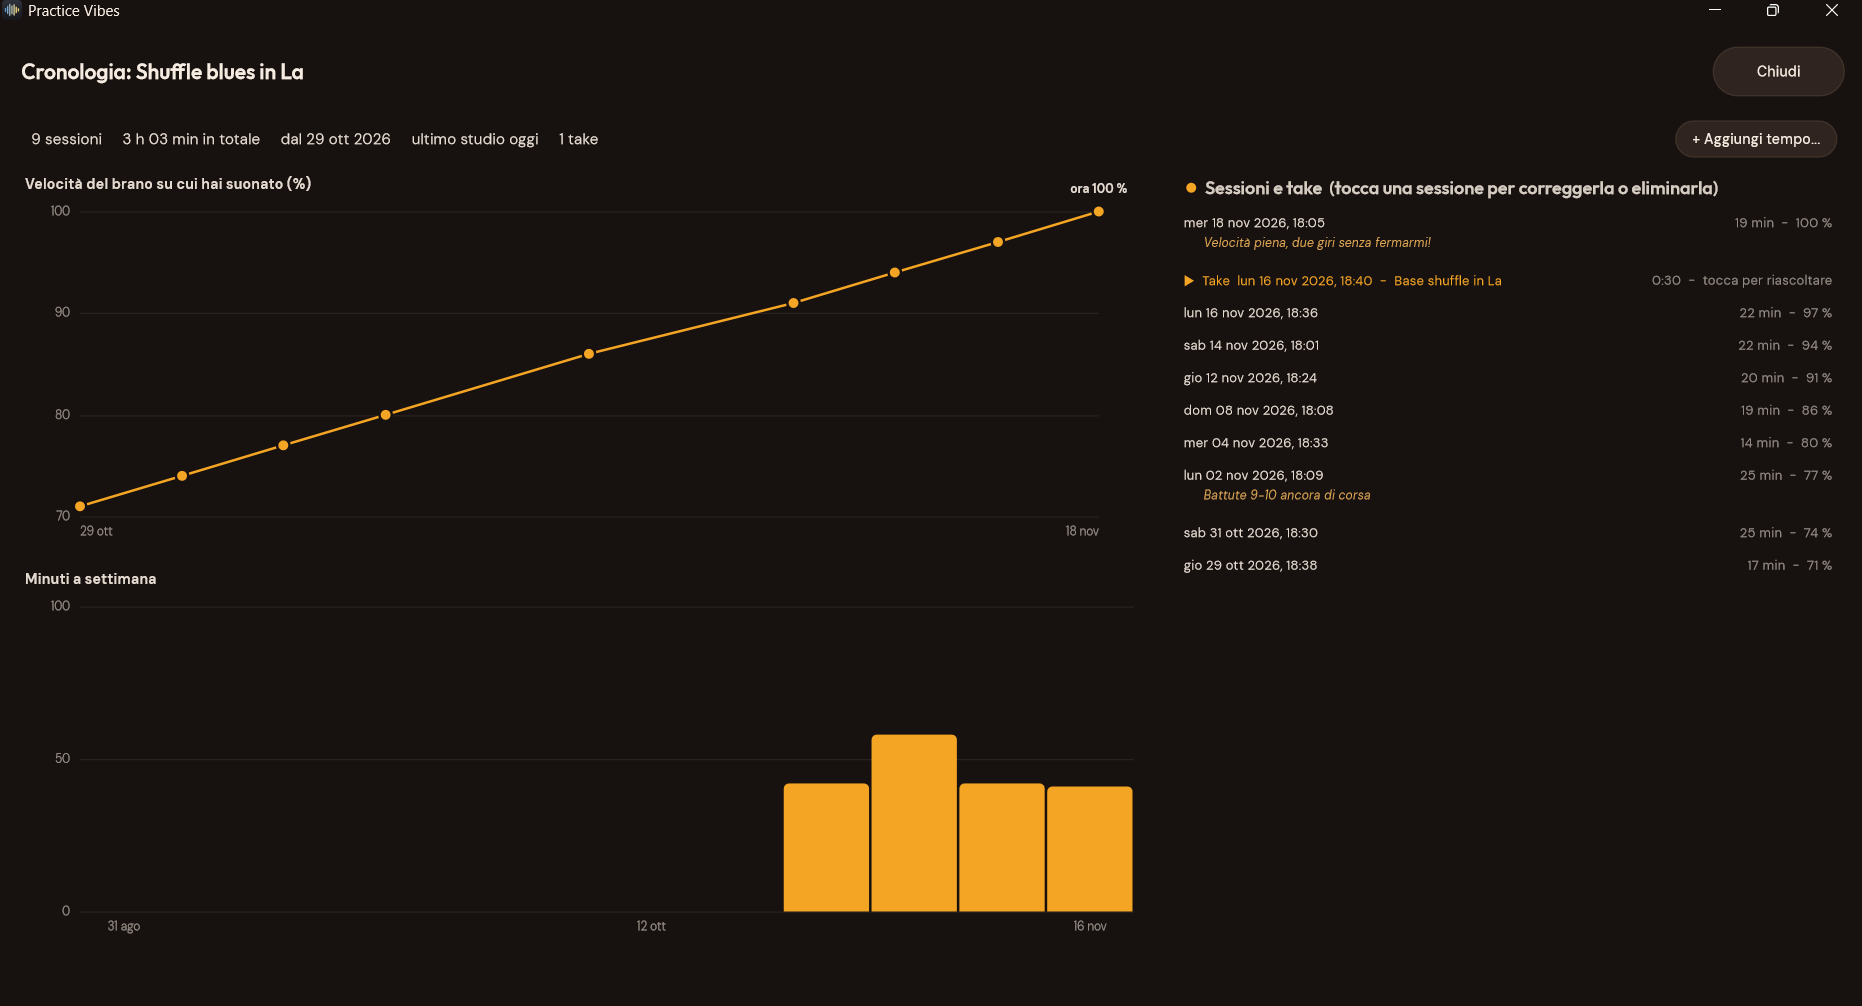 Practice Vibes
Cronologia: Shuffle blues in La
Chiudi
9 sessioni 3 h 03 min in totale dal 29 ott 2026 ultimo studio oggi 1 take
+ Aggiungi tempo...
Velocità del brano su cui hai suonato (%)
ora 100 %
100
90
80
70
29 ott 18 nov
Minuti a settimana
100
50
0
31 ago 12 ott 16 nov
Sessioni e take (tocca una sessione per correggerla o eliminarla)
mer 18 nov 2026, 18:05 19 min - 100 %
Velocità piena, due giri senza fermarmi!
Take lun 16 nov 2026, 18:40 - Base shuffle in La 0:30 - tocca per riascoltare
lun 16 nov 2026, 18:36 22 min - 97 %
sab 14 nov 2026, 18:01 22 min - 94 %
gio 12 nov 2026, 18:24 20 min - 91 %
dom 08 nov 2026, 18:08 19 min - 86 %
mer 04 nov 2026, 18:33 14 min - 80 %
lun 02 nov 2026, 18:09 25 min - 77 %
Battute 9-10 ancora di corsa
sab 31 ott 2026, 18:30 25 min - 74 %
gio 29 ott 2026, 18:38 17 min - 71 %